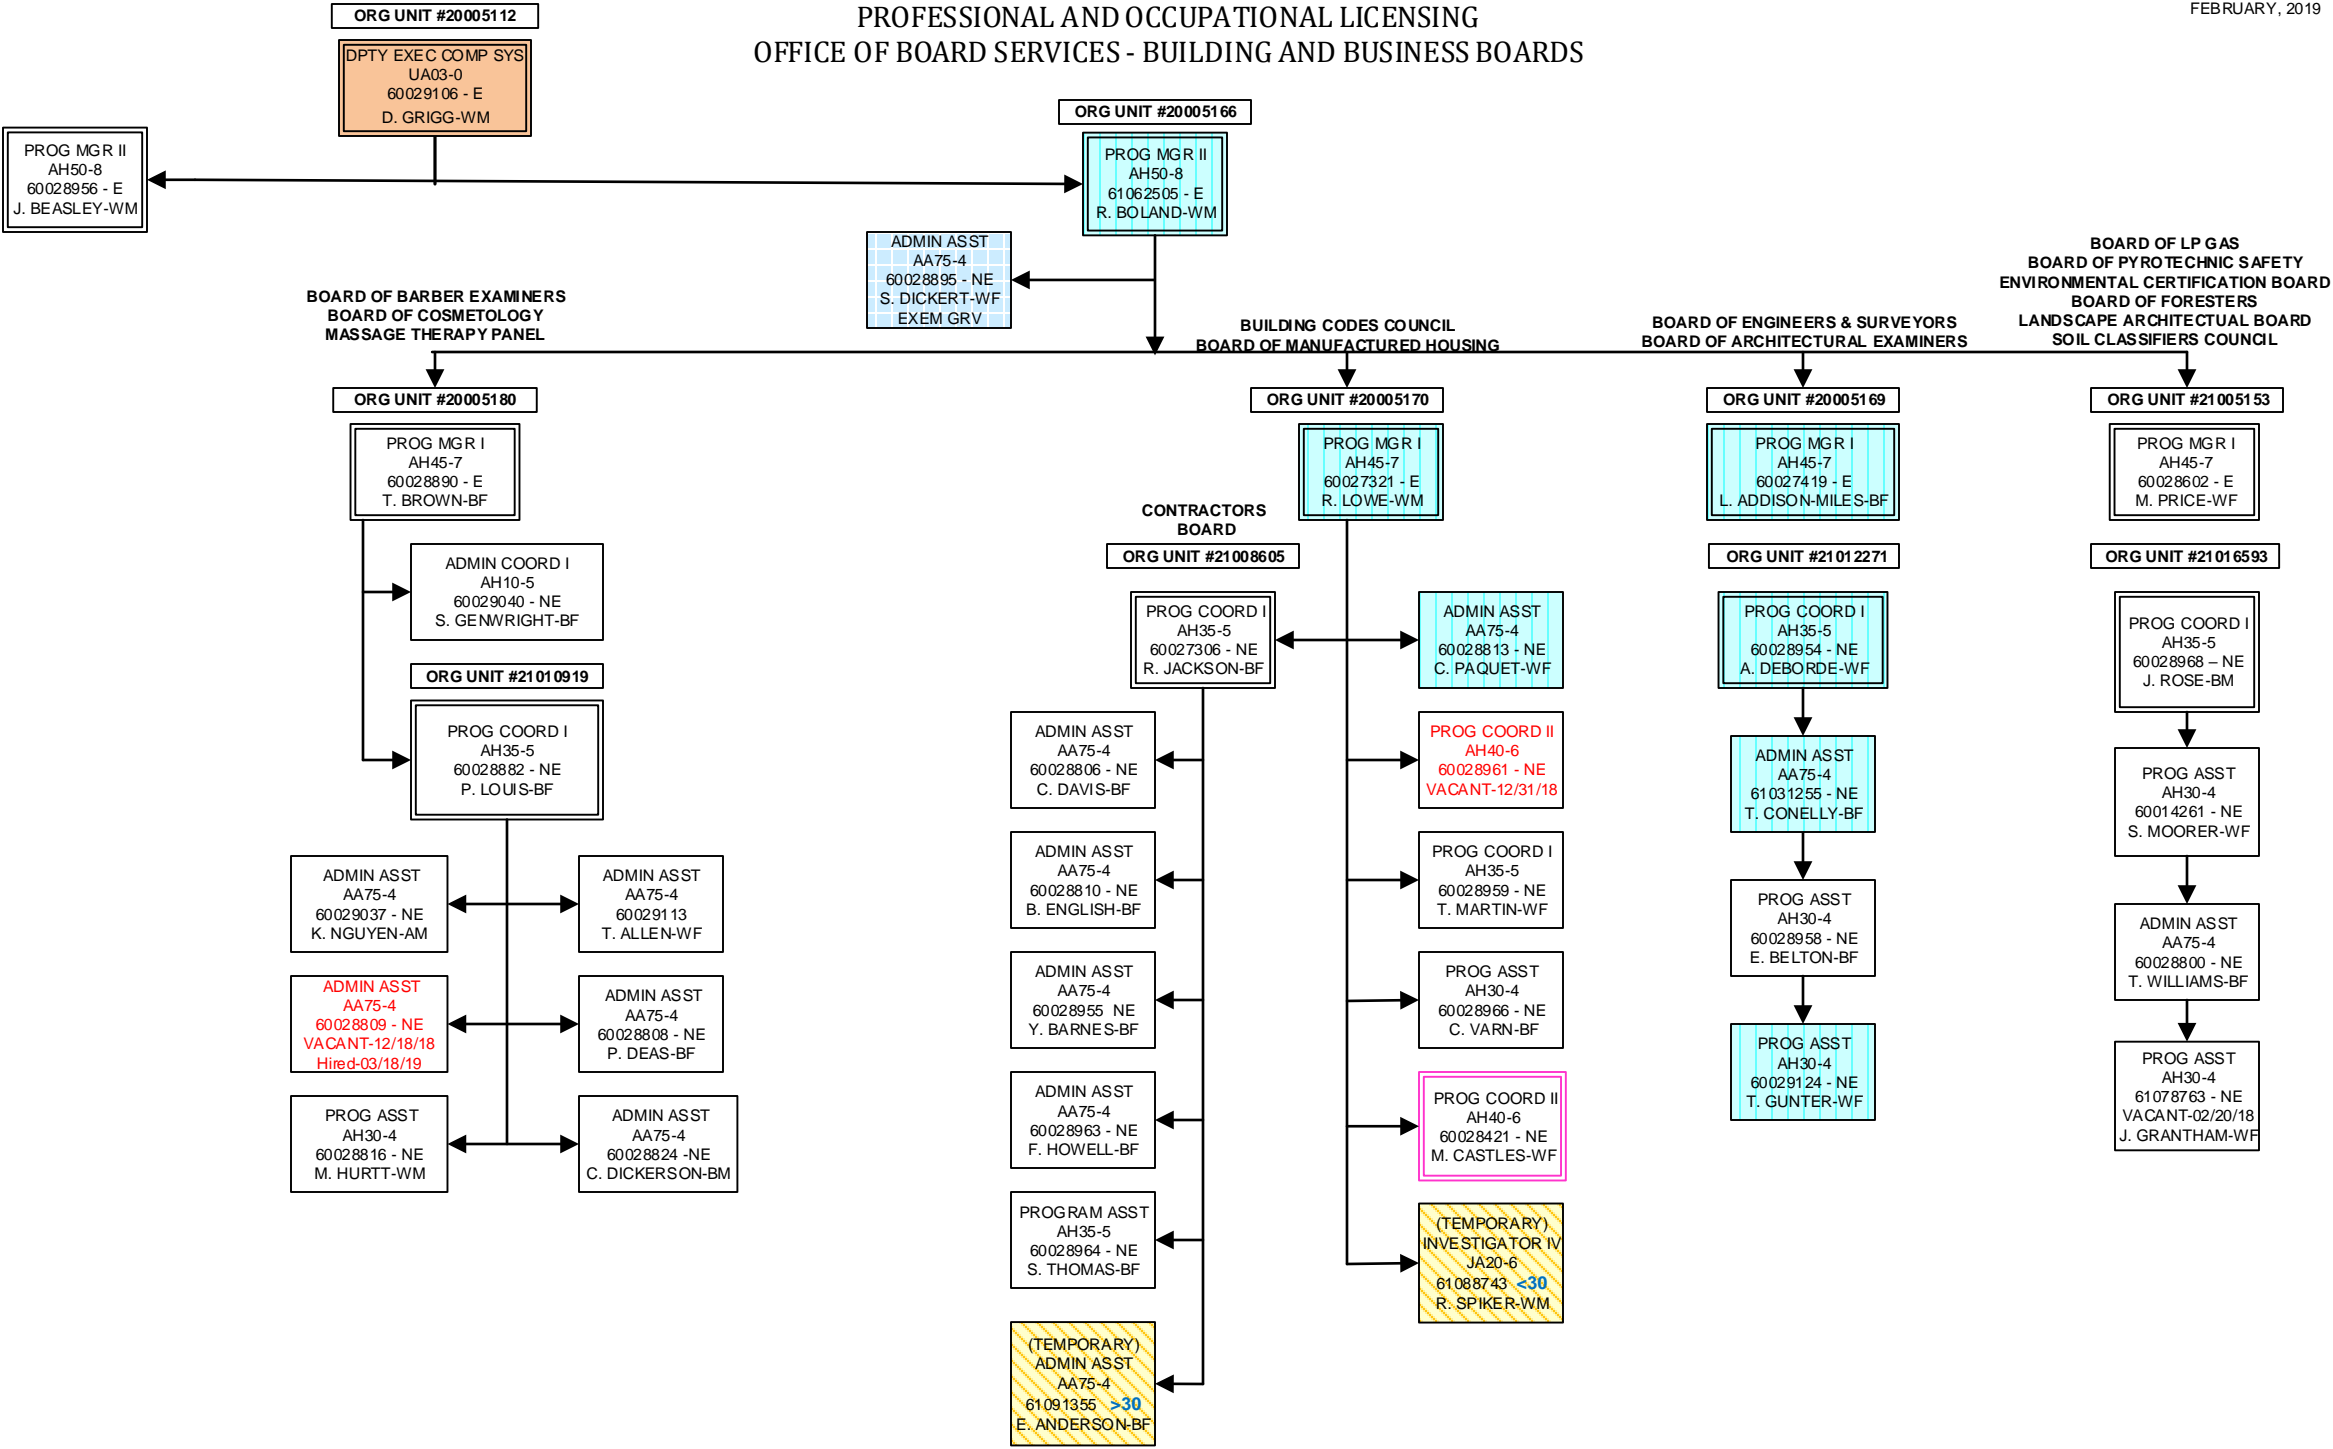 ORG UNIT #20005112
PROFESSIONAL AND OCCUPATIONAL LICENSING
OFFICE OF BOARD SERVICES - BUILDING AND BUSINESS BOARDS
FEBRUARY, 2019
DPTY EXEC COMP SYS
UA03-0
60029106 - E
D. GRIGG-WM
PROG MGR II
AH50-8
60028956 - E
J. BEASLEY-WM
ORG UNIT #20005166
PROG MGR II
AH50-8
61062505 - E
R. BOLAND-WM
ADMIN ASST
AA75-4
60028895 - NE
S. DICKERT-WF
EXEM GRV
BOARD OF BARBER EXAMINERS
BOARD OF COSMETOLOGY
MASSAGE THERAPY PANEL
BUILDING CODES COUNCIL
BOARD OF MANUFACTURED HOUSING
BOARD OF ENGINEERS & SURVEYORS
BOARD OF ARCHITECTURAL EXAMINERS
BOARD OF LP GAS
BOARD OF PYROTECHNIC SAFETY
ENVIRONMENTAL CERTIFICATION BOARD
BOARD OF FORESTERS
LANDSCAPE ARCHITECTUAL BOARD
SOIL CLASSIFIERS COUNCIL
ORG UNIT #20005180
PROG MGR I
AH45-7
60028890 - E
T. BROWN-BF
ADMIN COORD I
AH10-5
60029040 - NE
S. GENWRIGHT-BF
ORG UNIT #21010919
PROG COORD I
AH35-5
60028882 - NE
P. LOUIS-BF
ADMIN ASST
AA75-4
60029037 - NE
K. NGUYEN-AM
ADMIN ASST
AA75-4
60029113
T. ALLEN-WF
ADMIN ASST
AA75-4
60028809 - NE
VACANT-12/18/18
Hired-03/18/19
ADMIN ASST
AA75-4
60028808 - NE
P. DEAS-BF
PROG ASST
AH30-4
60028816 - NE
M. HURTT-WM
ADMIN ASST
AA75-4
60028824 -NE
C. DICKERSON-BM
ORG UNIT #20005170
PROG MGR I
AH45-7
60027321 - E
R. LOWE-WM
CONTRACTORS
BOARD
ORG UNIT #21008605
PROG COORD I
AH35-5
60027306 - NE
R. JACKSON-BF
ADMIN ASST
AA75-4
60028806 - NE
C. DAVIS-BF
ADMIN ASST
AA75-4
60028810 - NE
B. ENGLISH-BF
ADMIN ASST
AA75-4
60028955 NE
Y. BARNES-BF
ADMIN ASST
AA75-4
60028963 - NE
F. HOWELL-BF
PROGRAM ASST
AH35-5
60028964 - NE
S. THOMAS-BF
(TEMPORARY)
ADMIN ASST
AA75-4
61091355 >30
E. ANDERSON-BF
ADMIN ASST
AA75-4
60028813 - NE
C. PAQUET-WF
PROG COORD II
AH40-6
60028961 - NE
VACANT-12/31/18
PROG COORD I
AH35-5
60028959 - NE
T. MARTIN-WF
PROG ASST
AH30-4
60028966 - NE
C. VARN-BF
PROG COORD II
AH40-6
60028421 - NE
M. CASTLES-WF
(TEMPORARY)
INVESTIGATOR IV
JA20-6
61088743 <30
R. SPIKER-WM
ORG UNIT #20005169
PROG MGR I
AH45-7
60027419 - E
L. ADDISON-MILES-BF
ORG UNIT #21012271
PROG COORD I
AH35-5
60028954 - NE
A. DEBORDE-WF
ADMIN ASST
AA75-4
61031255 - NE
T. CONELLY-BF
PROG ASST
AH30-4
60028958 - NE
E. BELTON-BF
PROG ASST
AH30-4
60029124 - NE
T. GUNTER-WF
ORG UNIT #21005153
PROG MGR I
AH45-7
60028602 - E
M. PRICE-WF
ORG UNIT #21016593
PROG COORD I
AH35-5
60028968 – NE
J. ROSE-BM
PROG ASST
AH30-4
60014261 - NE
S. MOORER-WF
ADMIN ASST
AA75-4
60028800 - NE
T. WILLIAMS-BF
PROG ASST
AH30-4
61078763 - NE
VACANT-02/20/18
J. GRANTHAM-WF